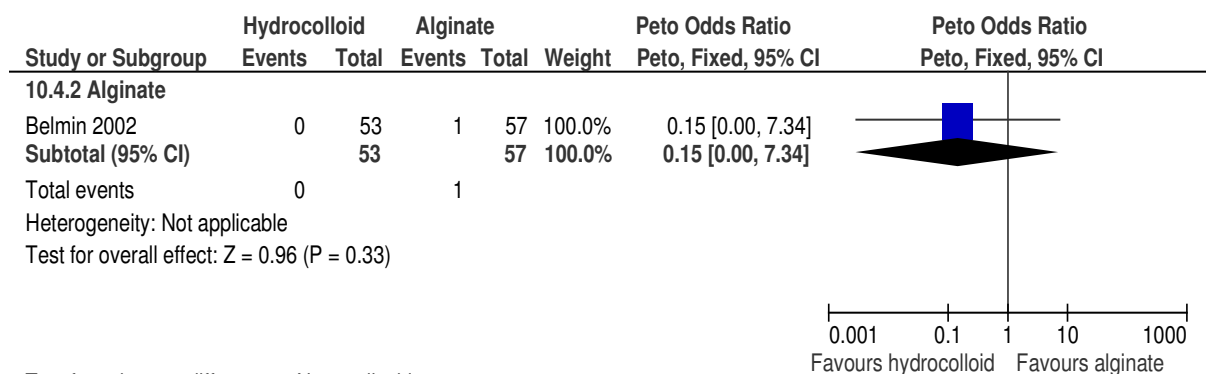 Hydrocolloid Alginate Peto Odds Ratio Peto Odds Ratio
Study or Subgroup Events Total Events Total Weight Peto, Fixed, 95% CI Peto, Fixed, 95% CI
10.4.2 Alginate
Belmin 2002 0 53 1 57 100.0% 0.15 [0.00, 7.34]
Subtotal (95% CI) 53 57 100.0% 0.15 [0.00, 7.34]
Total events 0 1
Heterogeneity: Not applicable
Test for overall effect: Z = 0.96 (P = 0.33)
0.001 0.1 1 10 1000
Favours hydrocolloid Favours alginate